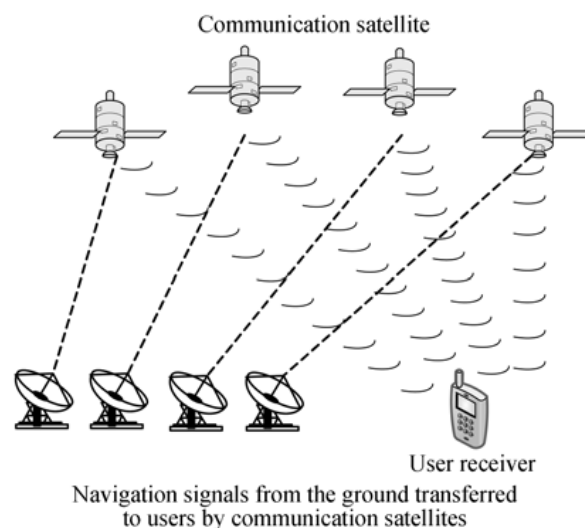 Communication satellite
User receiver
Navigation signals from the ground transferred
to users by communication satellites